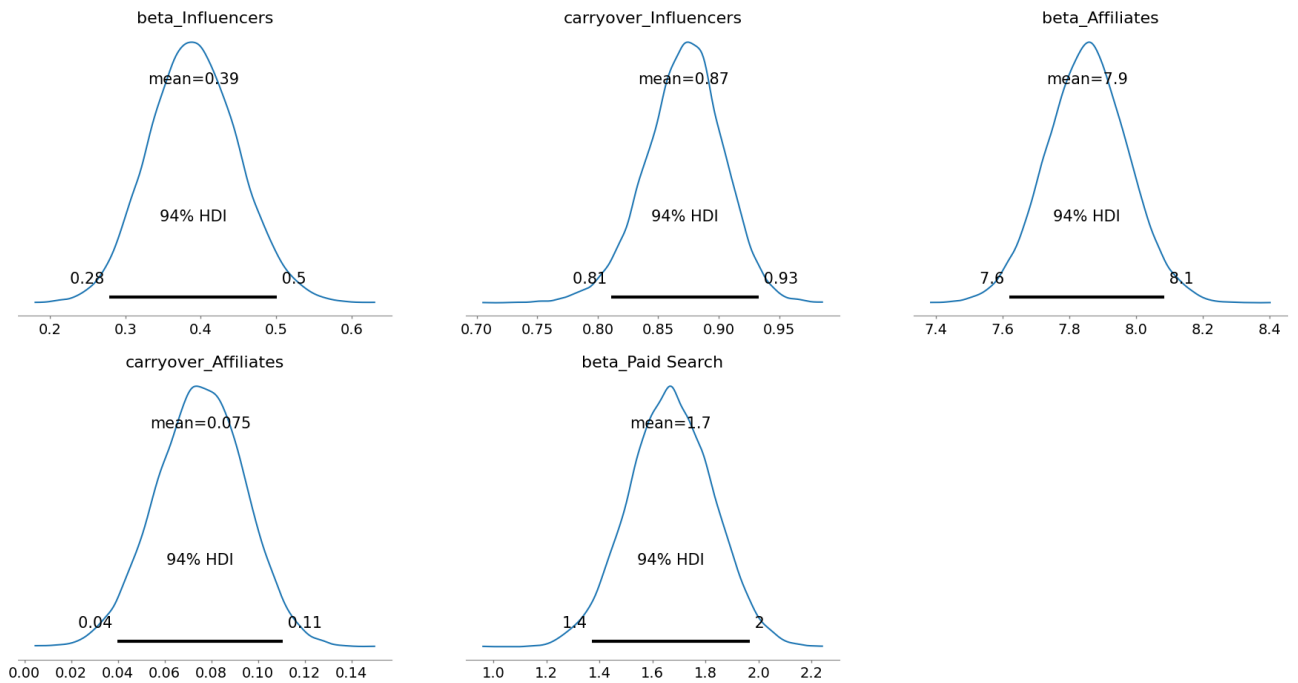 beta_Influencers
mean=0.39
94% HDI
0.28 0.5
0.2 0.3 0.4 0.5 0.6
carryover_Influencers
mean=0.87
94% HDI
0.81 0.93
0.70 0.75 0.80 0.85 0.90 0.95
beta_Affiliates
mean=7.9
94% HDI
7.6 8.1
7.4 7.6 7.8 8.0 8.2 8.4
carryover_Affiliates
mean=0.075
94% HDI
0.04 0.11
0.00 0.02 0.04 0.06 0.08 0.10 0.12 0.14
beta_Paid Search
mean=1.7
94% HDI
1.4 2
1.0 1.2 1.4 1.6 1.8 2.0 2.2